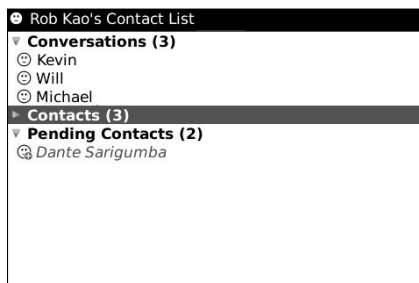 Rob Kao's Contact List
Conversations (3)
Kevin
Will
Michael
Contacts (3)
Pending Contacts (2)
Dante Sarigumba